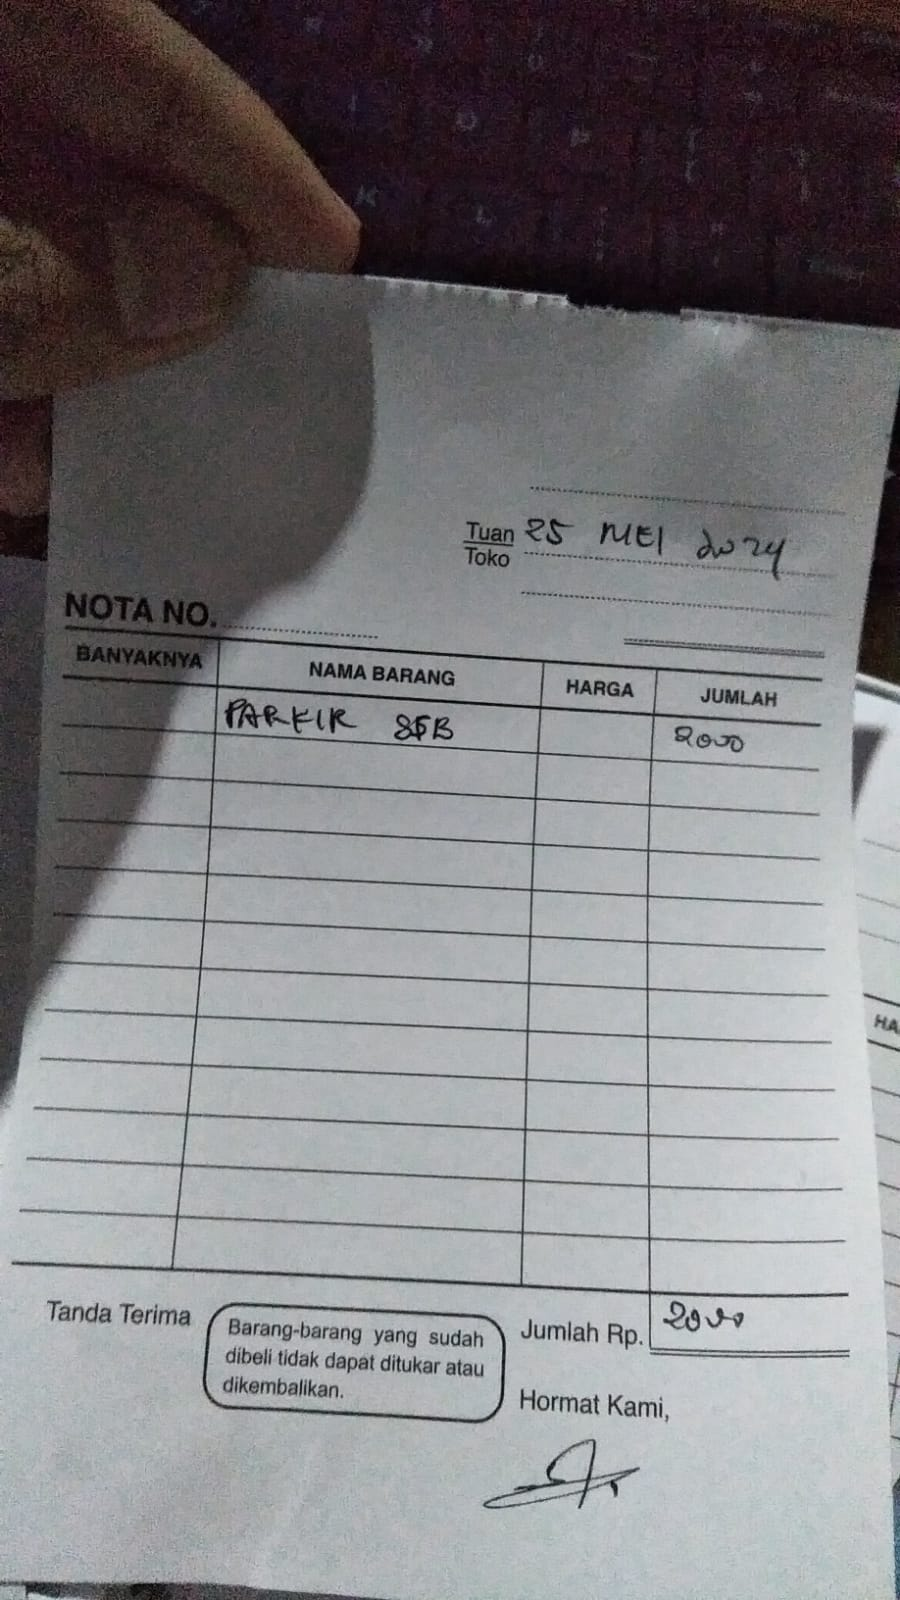 Tuan 25 MEI 2024
Toko
NOTA NO.
BANYAKNYA NAMA BARANG HARGA JUMLAH
PARKIR SFB 2000
Tanda Terima
Barang-barang yang sudah
dibeli tidak dapat ditukar atau
dikembalikan.
Jumlah Rp. 2000
Hormat Kami,
HA